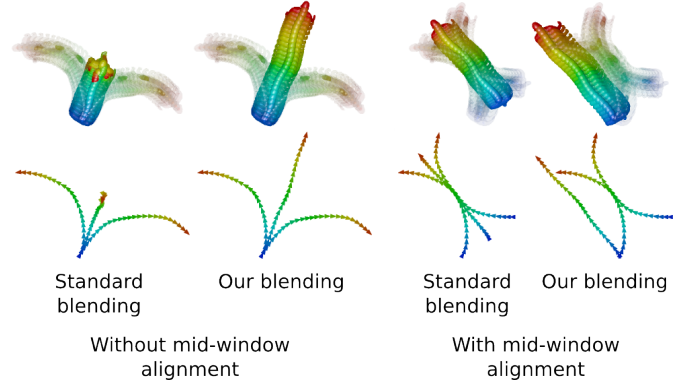 Standard
blending
Our blending
Standard
blending
Our blending
Without mid-window
alignment
With mid-window
alignment